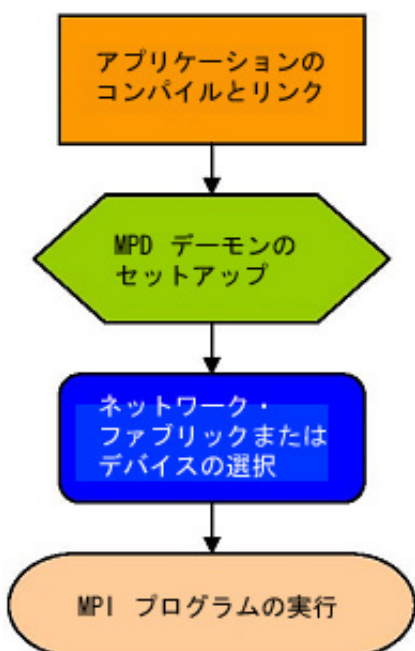 アプリケーションの
コンパイルとリンク
MPD デーモンの
セットアップ
ネットワーク・
ファブリックまたは
デバイスの選択
MPI プログラムの実行